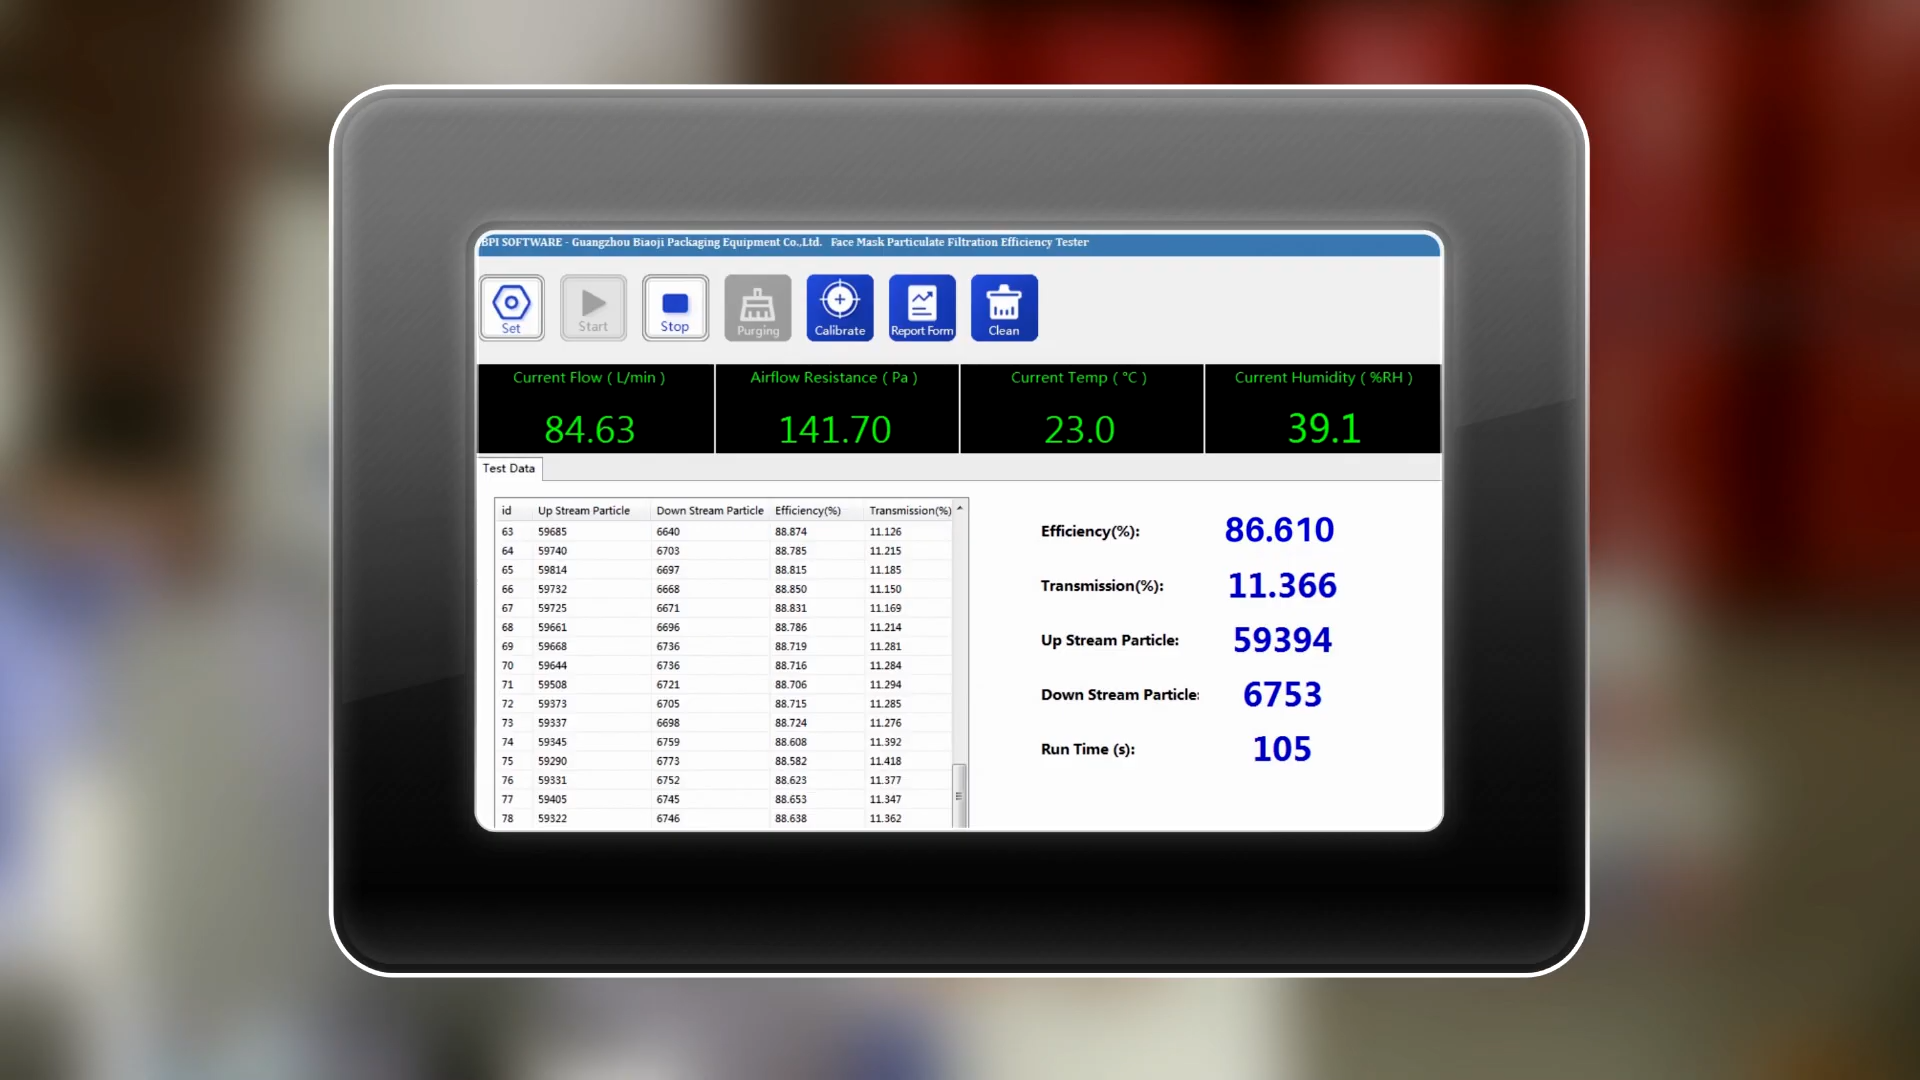 BPI SOFTWARE - Guangzhou Biaoji Packaging Equipment Co.,Ltd. Face Mask Particulate Filtration Efficiency Tester
Set Start Stop Purging Calibrate Report Form Clean
Current Flow ( L/min ) Airflow Resistance ( Pa ) Current Temp ( °C ) Current Humidity ( %RH )
84.63 141.70 23.0 39.1
Test Data
id Up Stream Particle Down Stream Particle Efficiency(%) Transmission(%)
63 59685 6640 88.874 11.126
64 59740 6703 88.785 11.215
65 59814 6697 88.815 11.185
66 59732 6668 88.850 11.150
67 59725 6671 88.831 11.169
68 59661 6696 88.786 11.214
69 59668 6736 88.719 11.281
70 59644 6736 88.716 11.284
71 59508 6721 88.706 11.294
72 59373 6705 88.715 11.285
73 59337 6698 88.724 11.276
74 59345 6759 88.608 11.392
75 59290 6773 88.582 11.418
76 59331 6752 88.623 11.377
77 59405 6745 88.653 11.347
78 59322 6746 88.638 11.362
Efficiency(%): 86.610
Transmission(%): 11.366
Up Stream Particle: 59394
Down Stream Particle: 6753
Run Time (s): 105